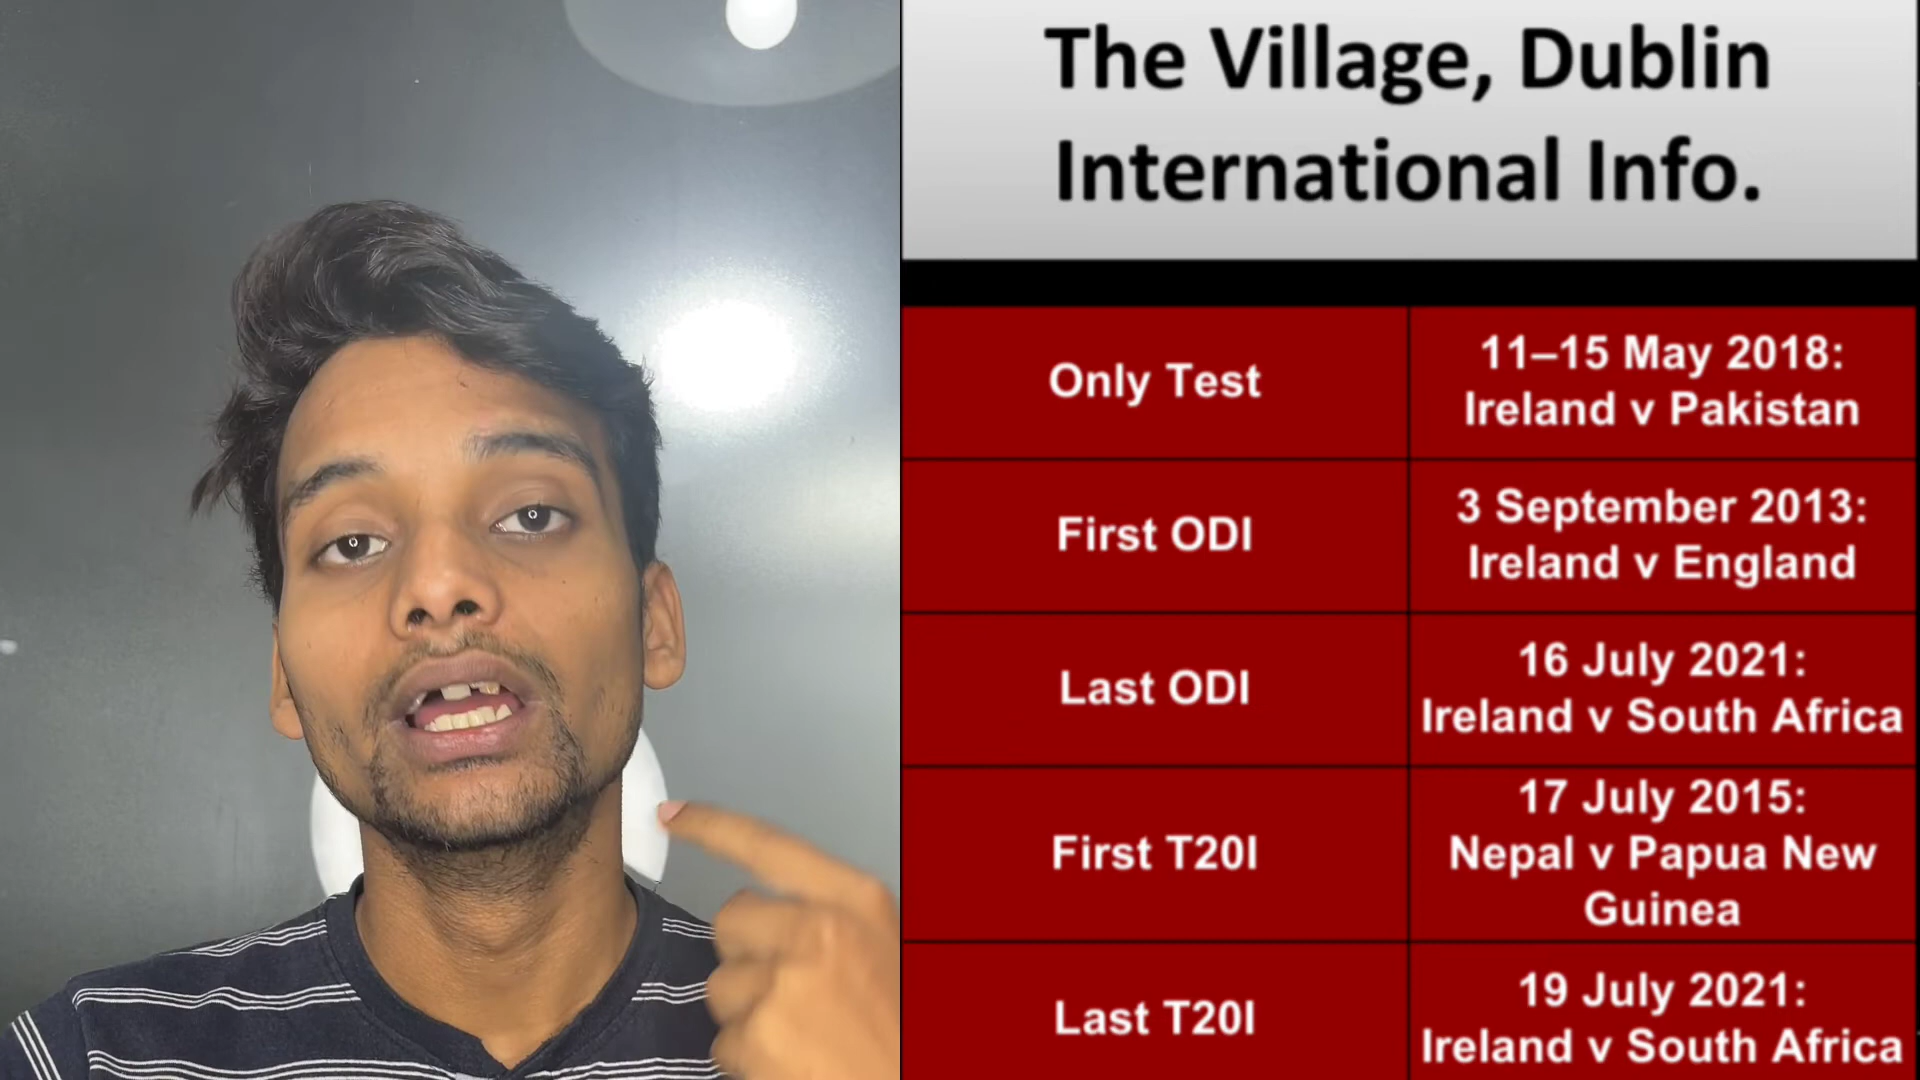 The Village, Dublin
International Info.
Only Test
11–15 May 2018:
Ireland v Pakistan
First ODI
3 September 2013:
Ireland v England
Last ODI
16 July 2021:
Ireland v South Africa
First T20I
17 July 2015:
Nepal v Papua New
Guinea
Last T20I
19 July 2021:
Ireland v South Africa